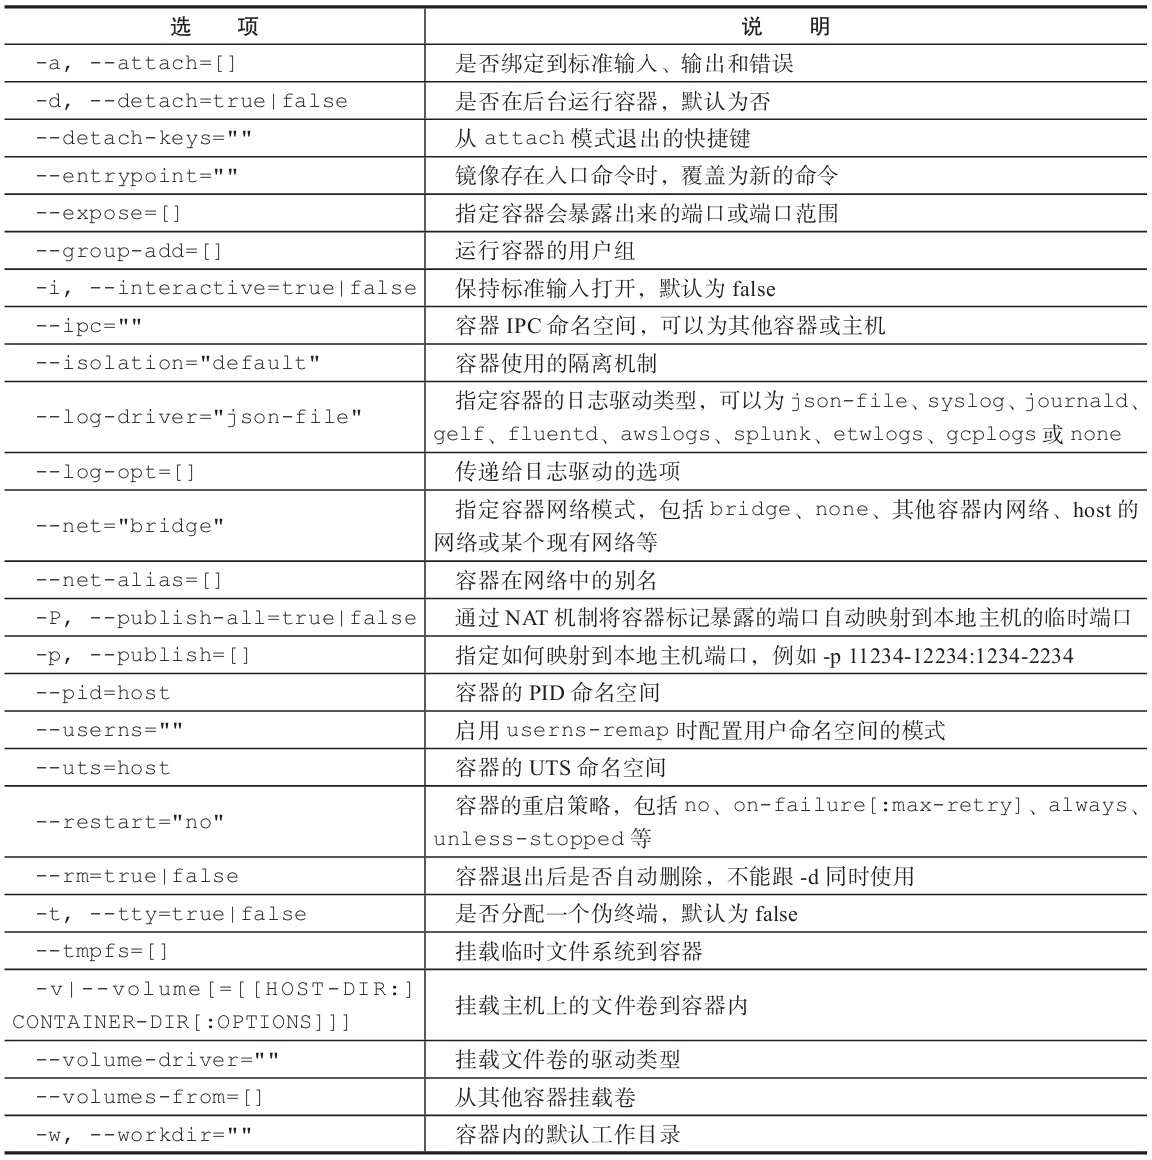 选 项 说 明
-a, --attach=[] 是否绑定到标准输入、输出和错误
-d, --detach=true|false 是否在后台运行容器，默认为否
--detach-keys="" 从 attach 模式退出的快捷键
--entrypoint="" 镜像存在入口命令时，覆盖为新的命令
--expose=[] 指定容器会暴露出来的端口或端口范围
--group-add=[] 运行容器的用户组
-i, --interactive=true|false 保持标准输入打开，默认为 false
--ipc="" 容器 IPC 命名空间，可以为其他容器或主机
--isolation="default" 容器使用的隔离机制
--log-driver="json-file" 指定容器的日志驱动类型，可以为 json-file、syslog、journald、
gelf、fluentd、awslogs、splunk、etwlogs、gcplogs 或 none
--log-opt=[] 传递给日志驱动的选项
--net="bridge" 指定容器网络模式，包括 bridge、none、其他容器内网络、host 的
网络或某个现有网络等
--net-alias=[] 容器在网络中的别名
-P, --publish-all=true|false 通过 NAT 机制将容器标记暴露的端口自动映射到本地主机的临时端口
-p, --publish=[] 指定如何映射到本地主机端口，例如 -p 11234-12234:1234-2234
--pid=host 容器的 PID 命名空间
--userns="" 启用 userns-remap 时配置用户命名空间的模式
--uts=host 容器的 UTS 命名空间
--restart="no" 容器的重启策略，包括 no、on-failure[:max-retry]、always、
unless-stopped 等
--rm=true|false 容器退出后是否自动删除，不能跟 -d 同时使用
-t, --tty=true|false 是否分配一个伪终端，默认为 false
--tmpfs=[] 挂载临时文件系统到容器
-v|--volume[=[[HOST-DIR:]
CONTAINER-DIR[:OPTIONS]]] 挂载主机上的文件卷到容器内
--volume-driver="" 挂载文件卷的驱动类型
--volumes-from=[] 从其他容器挂载卷
-w, --workdir="" 容器内的默认工作目录